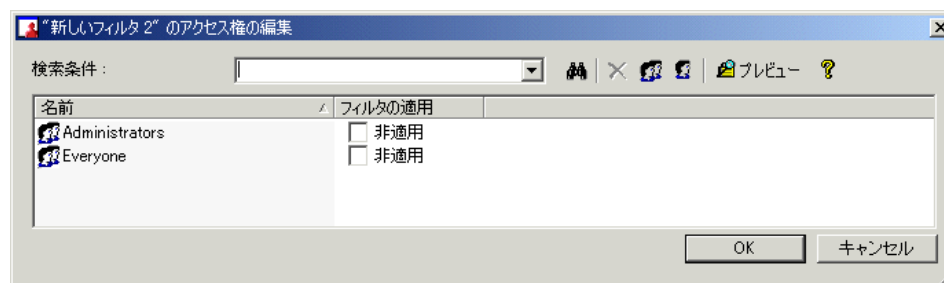 “新しいフィルタ 2” のアクセス権の編集
検索条件：
プレビュー
名前 フィルタの適用
Administrators 非適用
Everyone 非適用
OK キャンセル